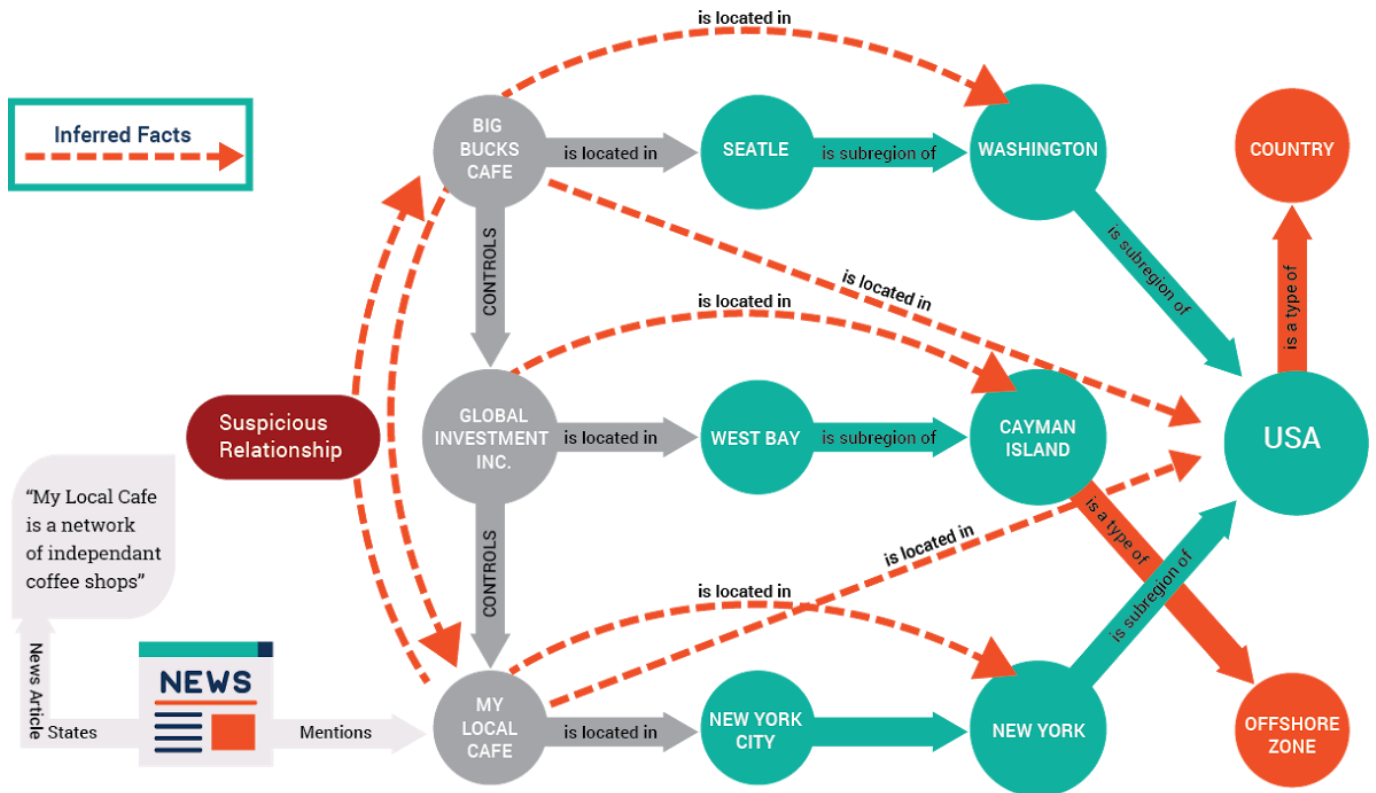 is located in
Inferred Facts
BIG
BUCKS
CAFE
is located in
SEATLE
is subregion of
WASHINGTON
COUNTRY
CONTROLS
is located in
is located in
is subregion of
is a type of
Suspicious
Relationship
GLOBAL
INVESTMENT
INC.
is located in
WEST BAY
is subregion of
CAYMAN
ISLAND
USA
“My Local Cafe
is a network
of independant
coffee shops”
CONTROLS
is located in
is a type of
is located in
is subregion of
News Article
States
NEWS
Mentions
MY
LOCAL
CAFE
is located in
NEW YORK
CITY
NEW YORK
OFFSHORE
ZONE